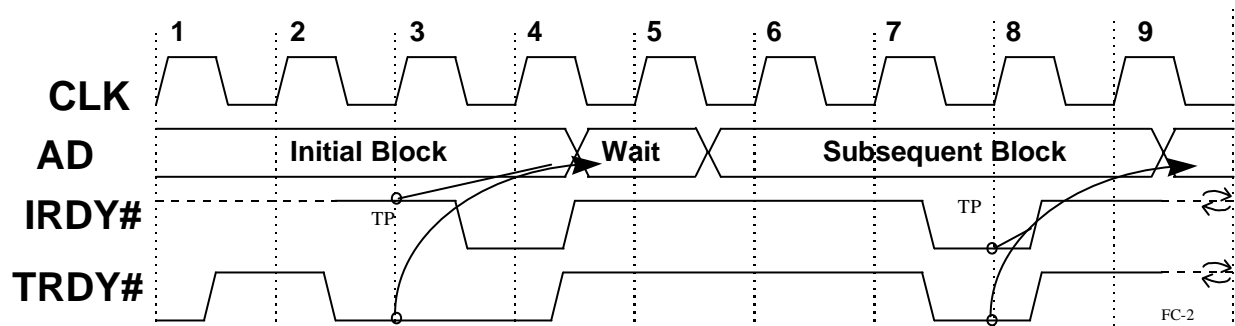 1 2 3 4 5 6 7 8 9
CLK
AD Initial Block Wait Subsequent Block
IRDY# TP TP
TRDY#
FC-2